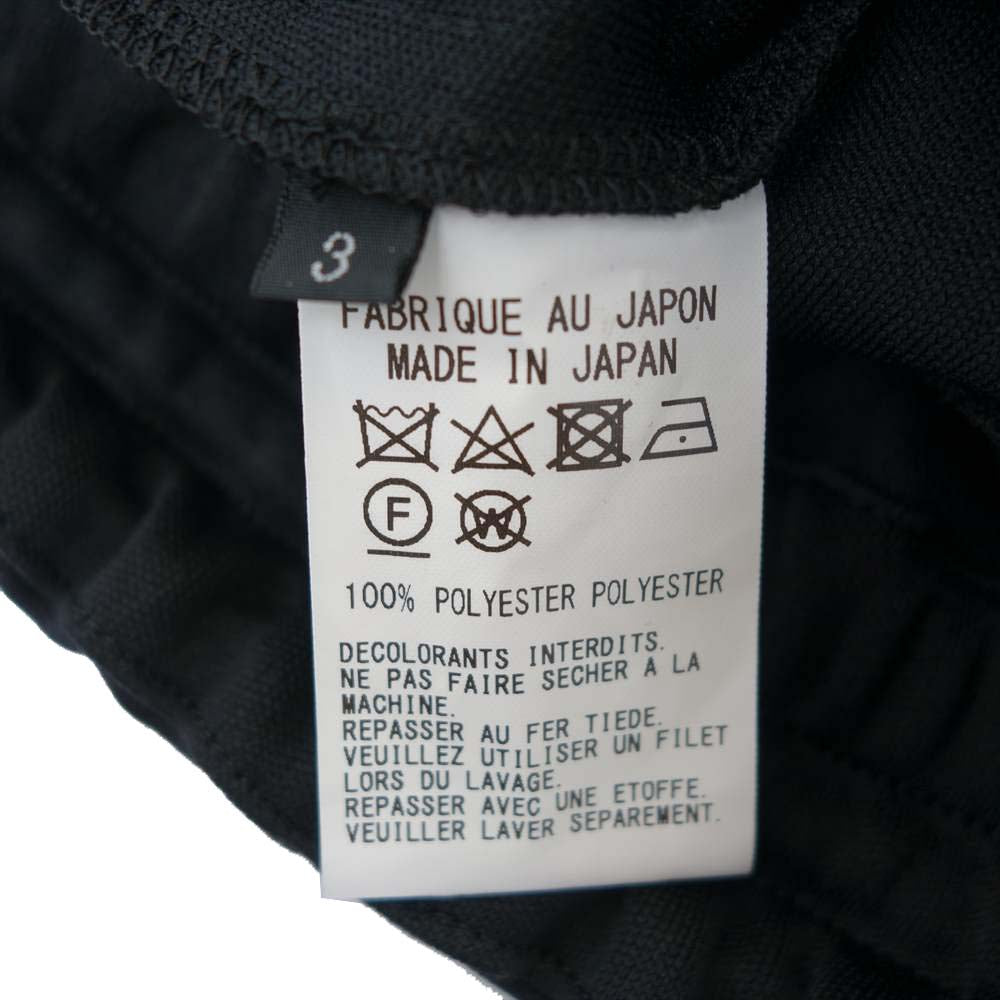 3
FABRIQUE AU JAPON
MADE IN JAPAN
F
W
100% POLYESTER POLYESTER
DECOLORANTS INTERDITS.
NE PAS FAIRE SECHER A LA
MACHINE.
REPASSER AU FER TIEDE.
VEUILLEZ UTILISER UN FILET
LORS DU LAVAGE.
REPASSER AVEC UNE ETOFFE.
VEUILLER LAVER SEPAREMENT.